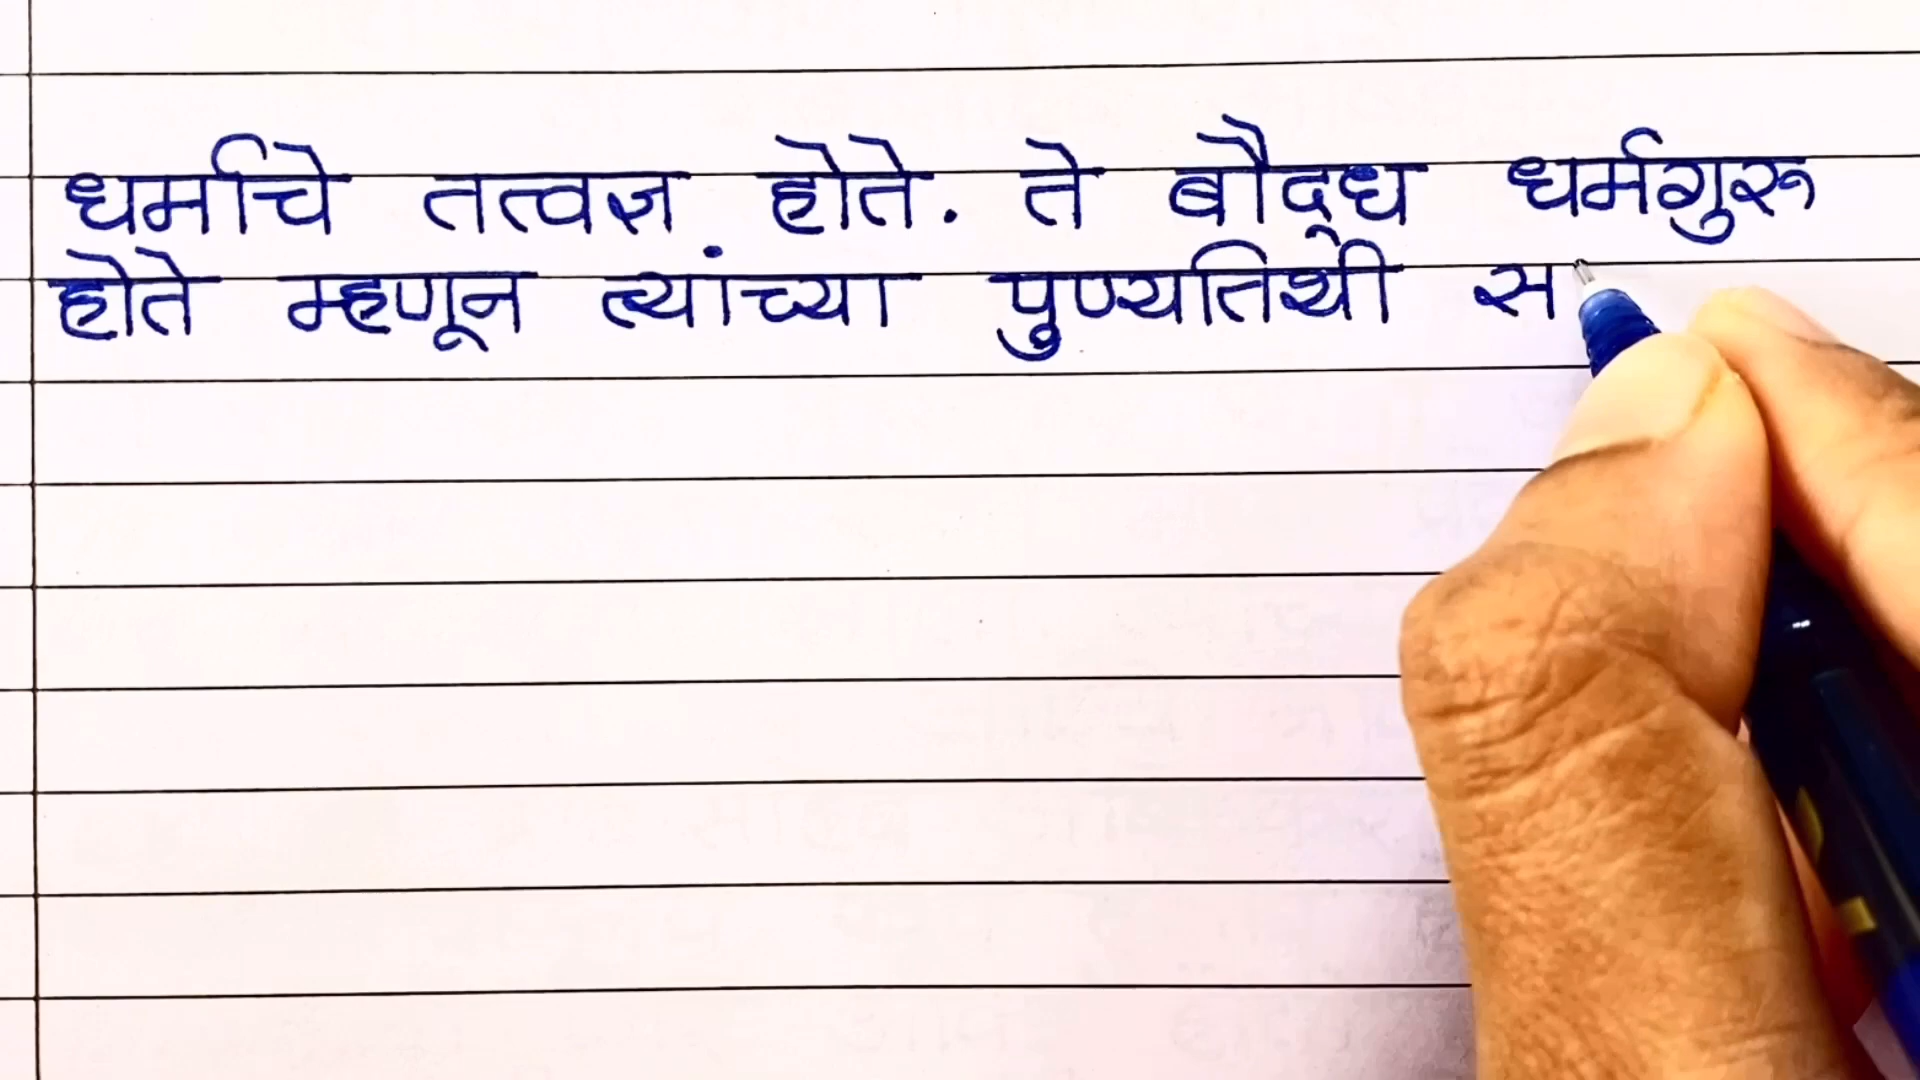 धर्माचे तत्वज्ञ होते. ते बौद्ध धर्मगुरू
होते म्हणून त्यांच्या पुण्यतिथी स